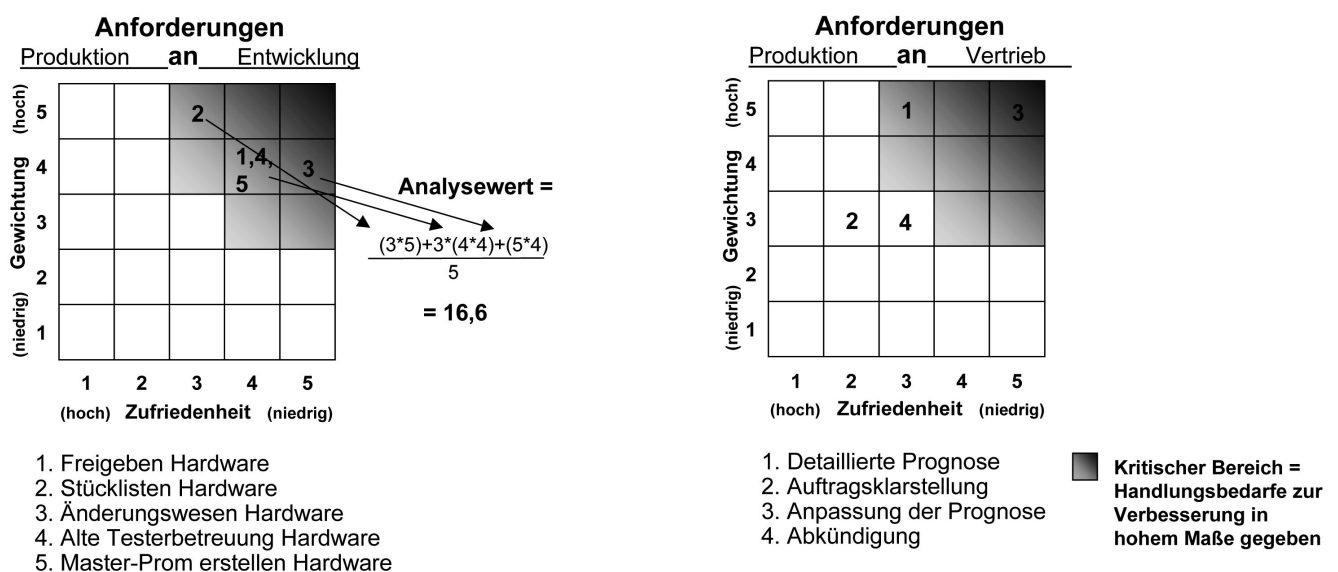 Anforderungen
Produktion an Entwicklung
(hoch)
Gewichtung
(niedrig)
5
4
3
2
1
2
1,4,
5
3
1 2 3 4 5
(hoch) Zufriedenheit (niedrig)
Analysewert =
(3*5)+3*(4*4)+(5*4)
5
= 16,6
1. Freigeben Hardware
2. Stücklisten Hardware
3. Änderungswesen Hardware
4. Alte Testerbetreuung Hardware
5. Master-Prom erstellen Hardware
Anforderungen
Produktion an Vertrieb
(hoch)
Gewichtung
(niedrig)
5
4
3
2
1
1 3
2 4
1 2 3 4 5
(hoch) Zufriedenheit (niedrig)
1. Detaillierte Prognose
2. Auftragsklarstellung
3. Anpassung der Prognose
4. Abkündigung
Kritischer Bereich =
Handlungsbedarfe zur
Verbesserung in
hohem Maße gegeben